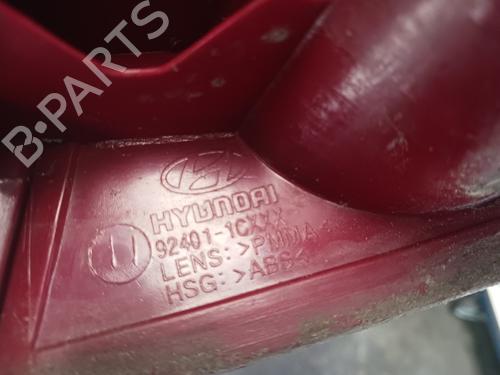 B-PARTS
HYUNDAI
92401-1CXXX
LENS: >PMMA<
HSG: >ABS<
U